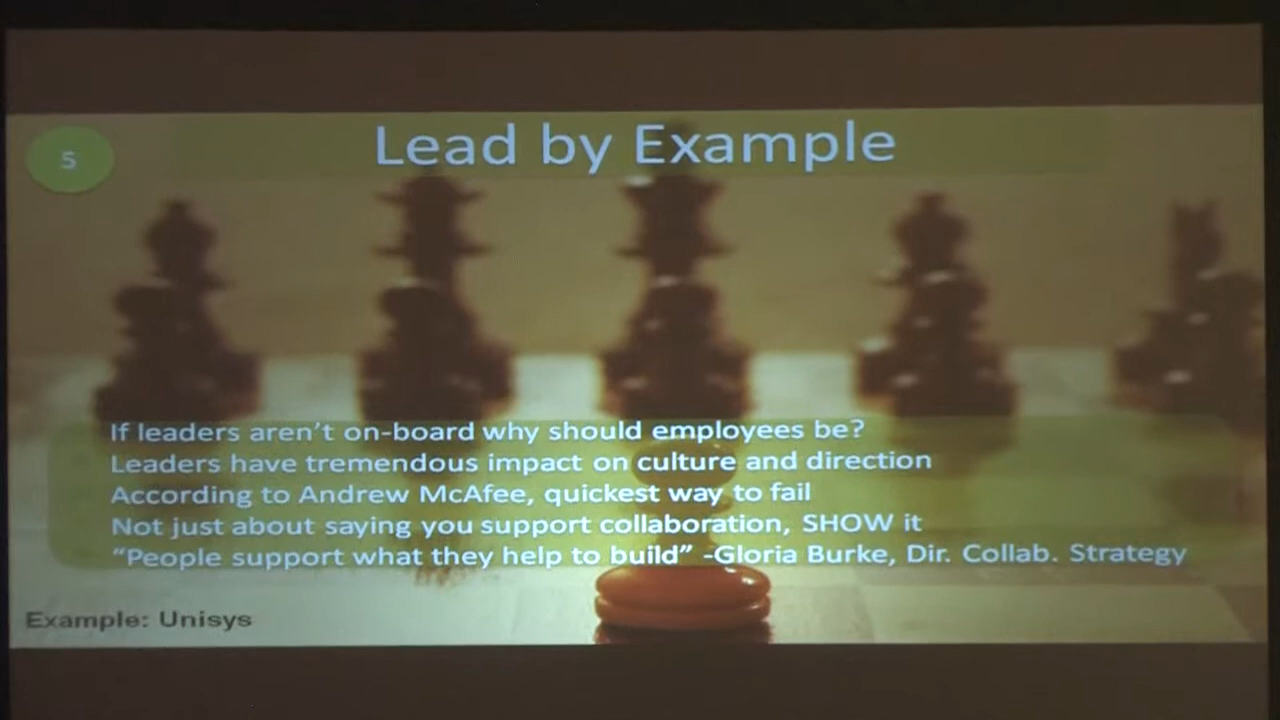 5
Lead by Example
If leaders aren't on-board why should employees be?
Leaders have tremendous impact on culture and direction
According to Andrew McAfee, quickest way to fail
Not just about saying you support collaboration, SHOW it
“People support what they help to build” -Gloria Burke, Dir. Collab. Strategy
Example: Unisys